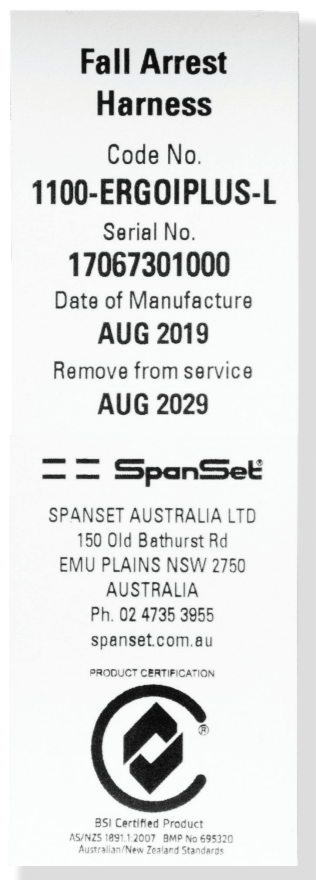 Fall Arrest
Harness
Code No.
1100-ERGOIPLUS-L
Serial No.
17067301000
Date of Manufacture
AUG 2019
Remove from service
AUG 2029
SpanSet®
SPANSET AUSTRALIA LTD
150 Old Bathurst Rd
EMU PLAINS NSW 2750
AUSTRALIA
Ph. 02 4735 3955
spanset.com.au
PRODUCT CERTIFICATION
®
BSI Certified Product
AS/NZS 1891.1:2007 BMP No 695320
Australian/New Zealand Standards